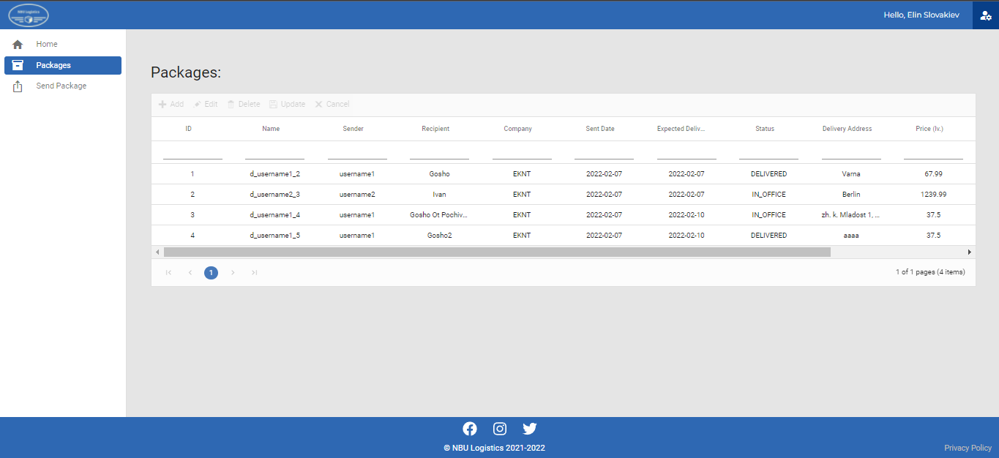 NBU Logistics
Hello, Elin Slovakiev
Home
Packages
Send Package
Packages:
Add Edit Delete Update Cancel
ID Name Sender Recipient Company Sent Date Expected Deliv... Status Delivery Address Price (lv.)
1 d_username1_2 username1 Gosho EKNT 2022-02-07 2022-02-07 DELIVERED Varna 67.99
2 d_username2_3 username2 Ivan EKNT 2022-02-07 2022-02-07 IN_OFFICE Berlin 1239.99
3 d_username1_4 username1 Gosho Ot Pochiv... EKNT 2022-02-07 2022-02-10 IN_OFFICE zh. k. Mladost 1, ... 37.5
4 d_username1_5 username1 Gosho2 EKNT 2022-02-07 2022-02-10 DELIVERED aaaa 37.5
1
1 of 1 pages (4 items)
© NBU Logistics 2021-2022
Privacy Policy